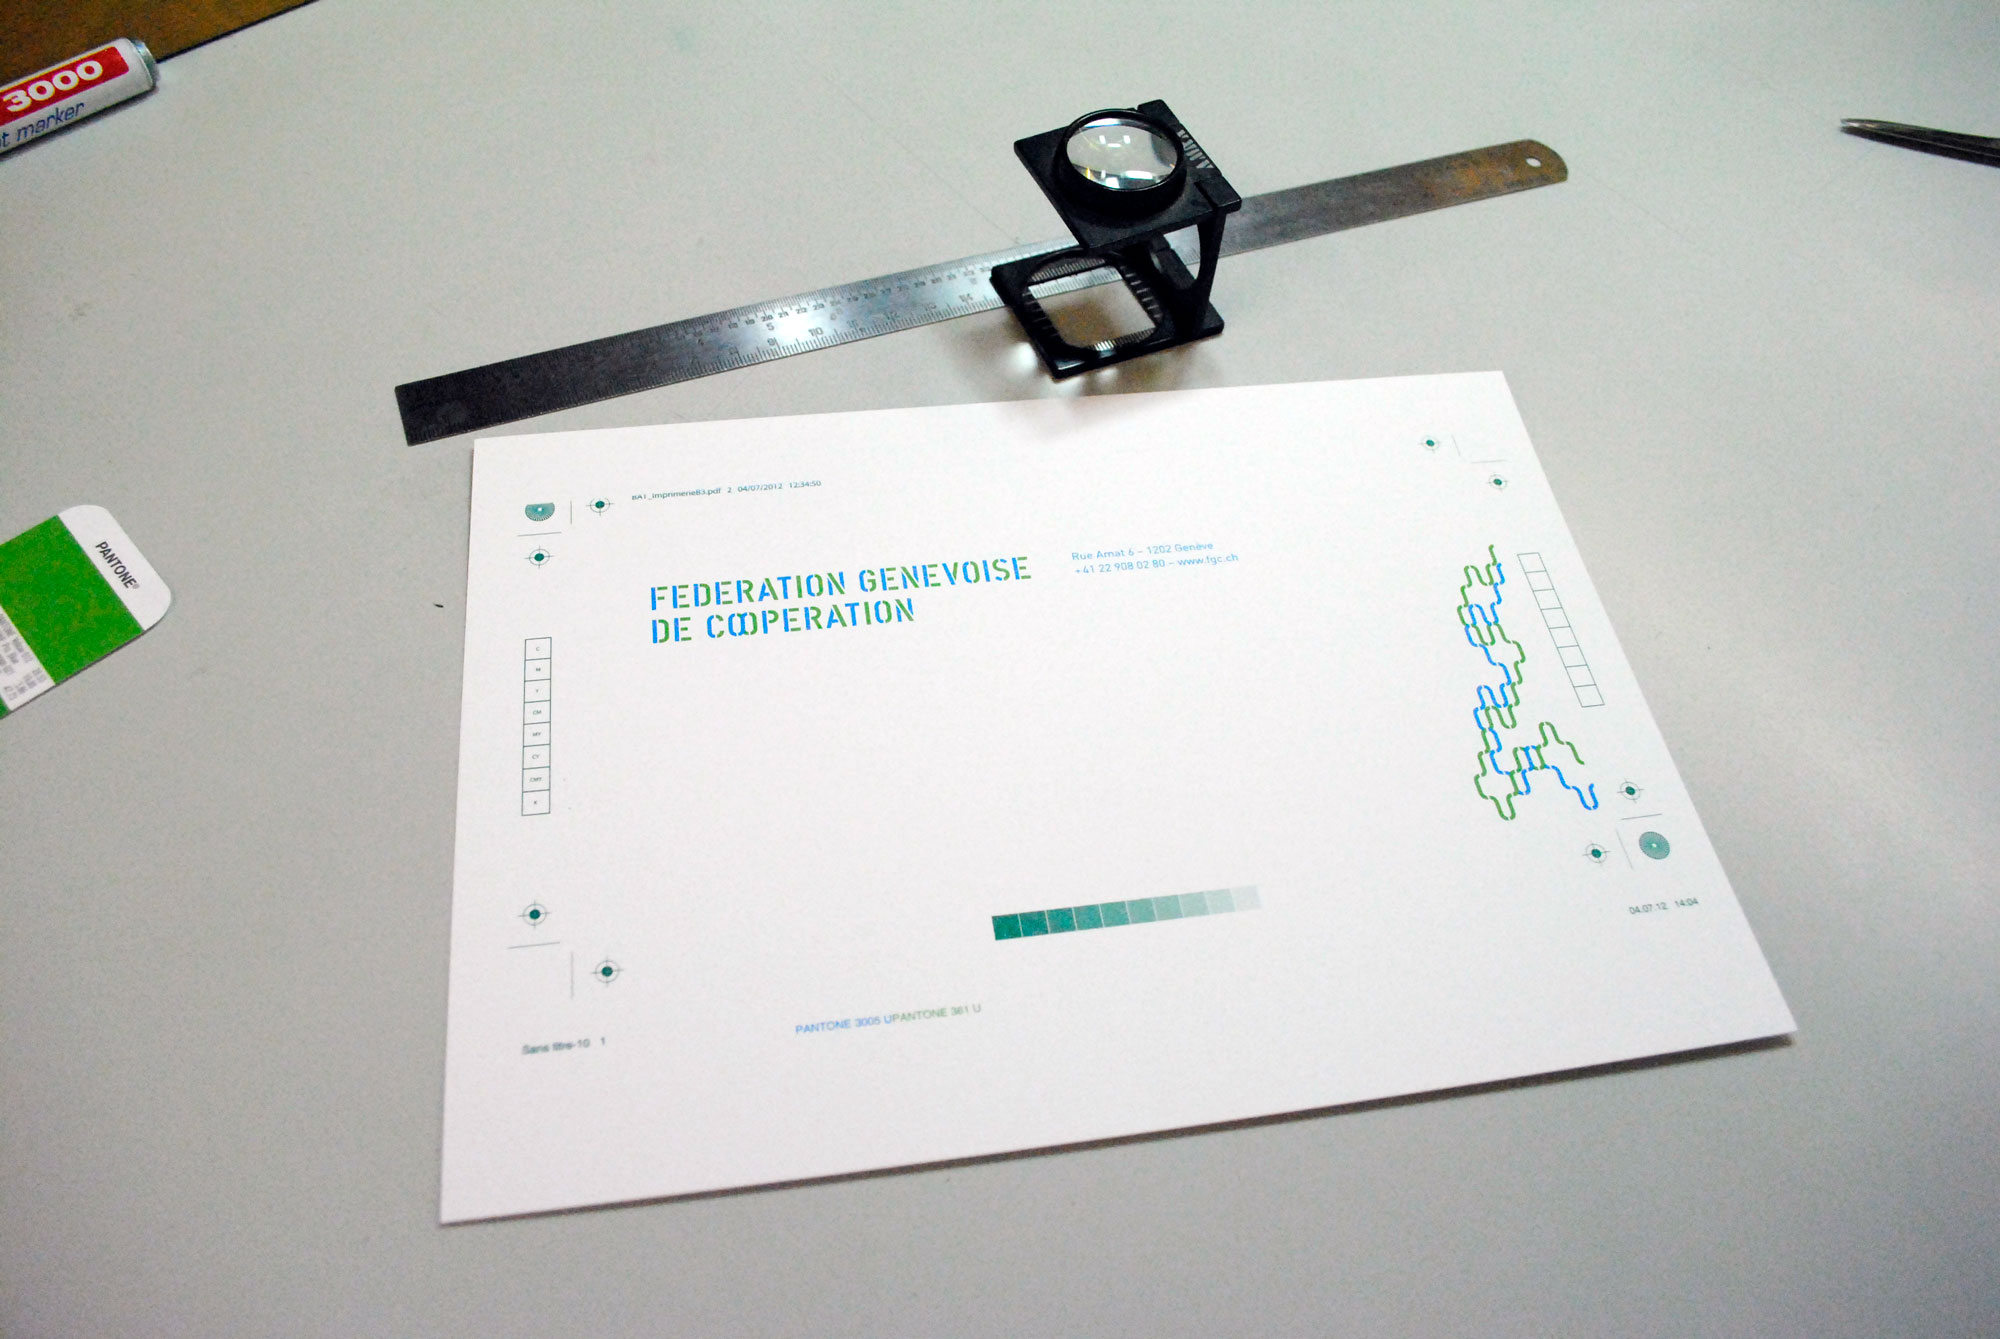 3000
marker
PANTONE®
BAT_imprimerieB3.pdf 2 04/07/2012 12:34:50
FEDERATION GENEVOISE
DE COOPERATION
Rue Amat 6 – 1202 Genève
+41 22 908 02 80 – www.fgc.ch
C
M
Y
CM
MY
CY
CMY
K
04.07.12 14:04
PANTONE 3005 UPANTONE 361 U
Sans titre-10 1